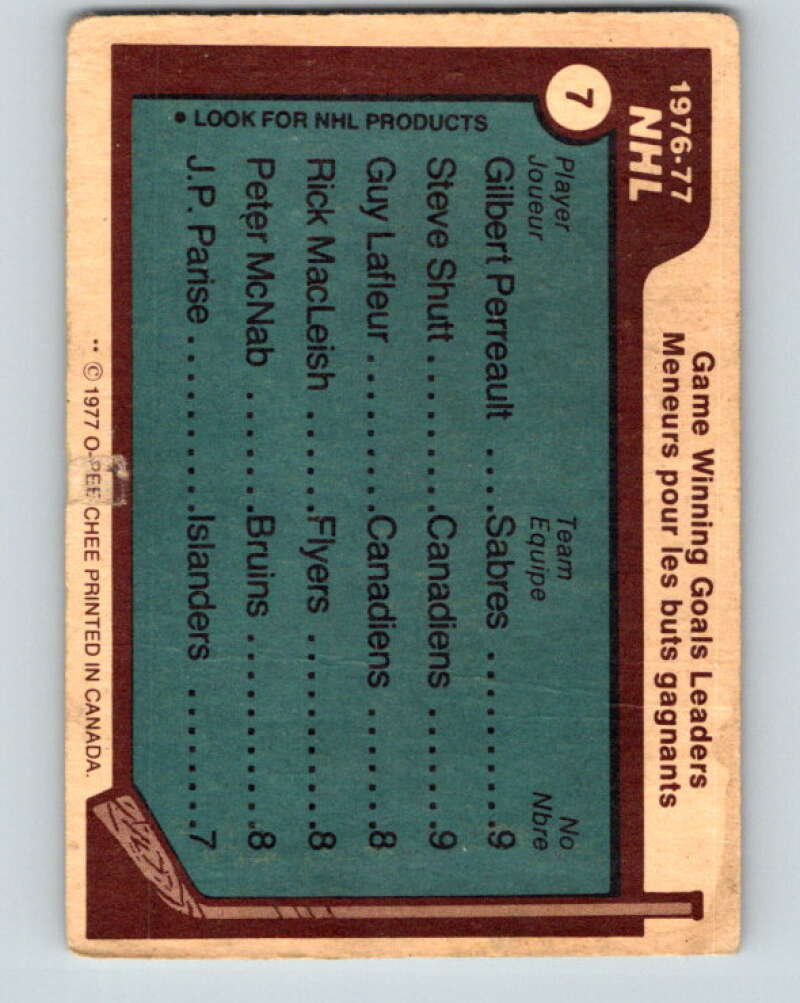 1976-77
NHL
Game Winning Goals Leaders
Meneurs pour les buts gagnants
7
Player Team No.
Joueur Equipe Nbre
Gilbert Perreault ....Sabres ..........9
Steve Shutt .........Canadiens ......9
Guy Lafleur ..........Canadiens ......8
Rick MacLeish ......Flyers ..........8
Peter McNab .......Bruins ..........8
J.P. Parise ..........Islanders ........7
• LOOK FOR NHL PRODUCTS
** © 1977 O-PEE-CHEE PRINTED IN CANADA.